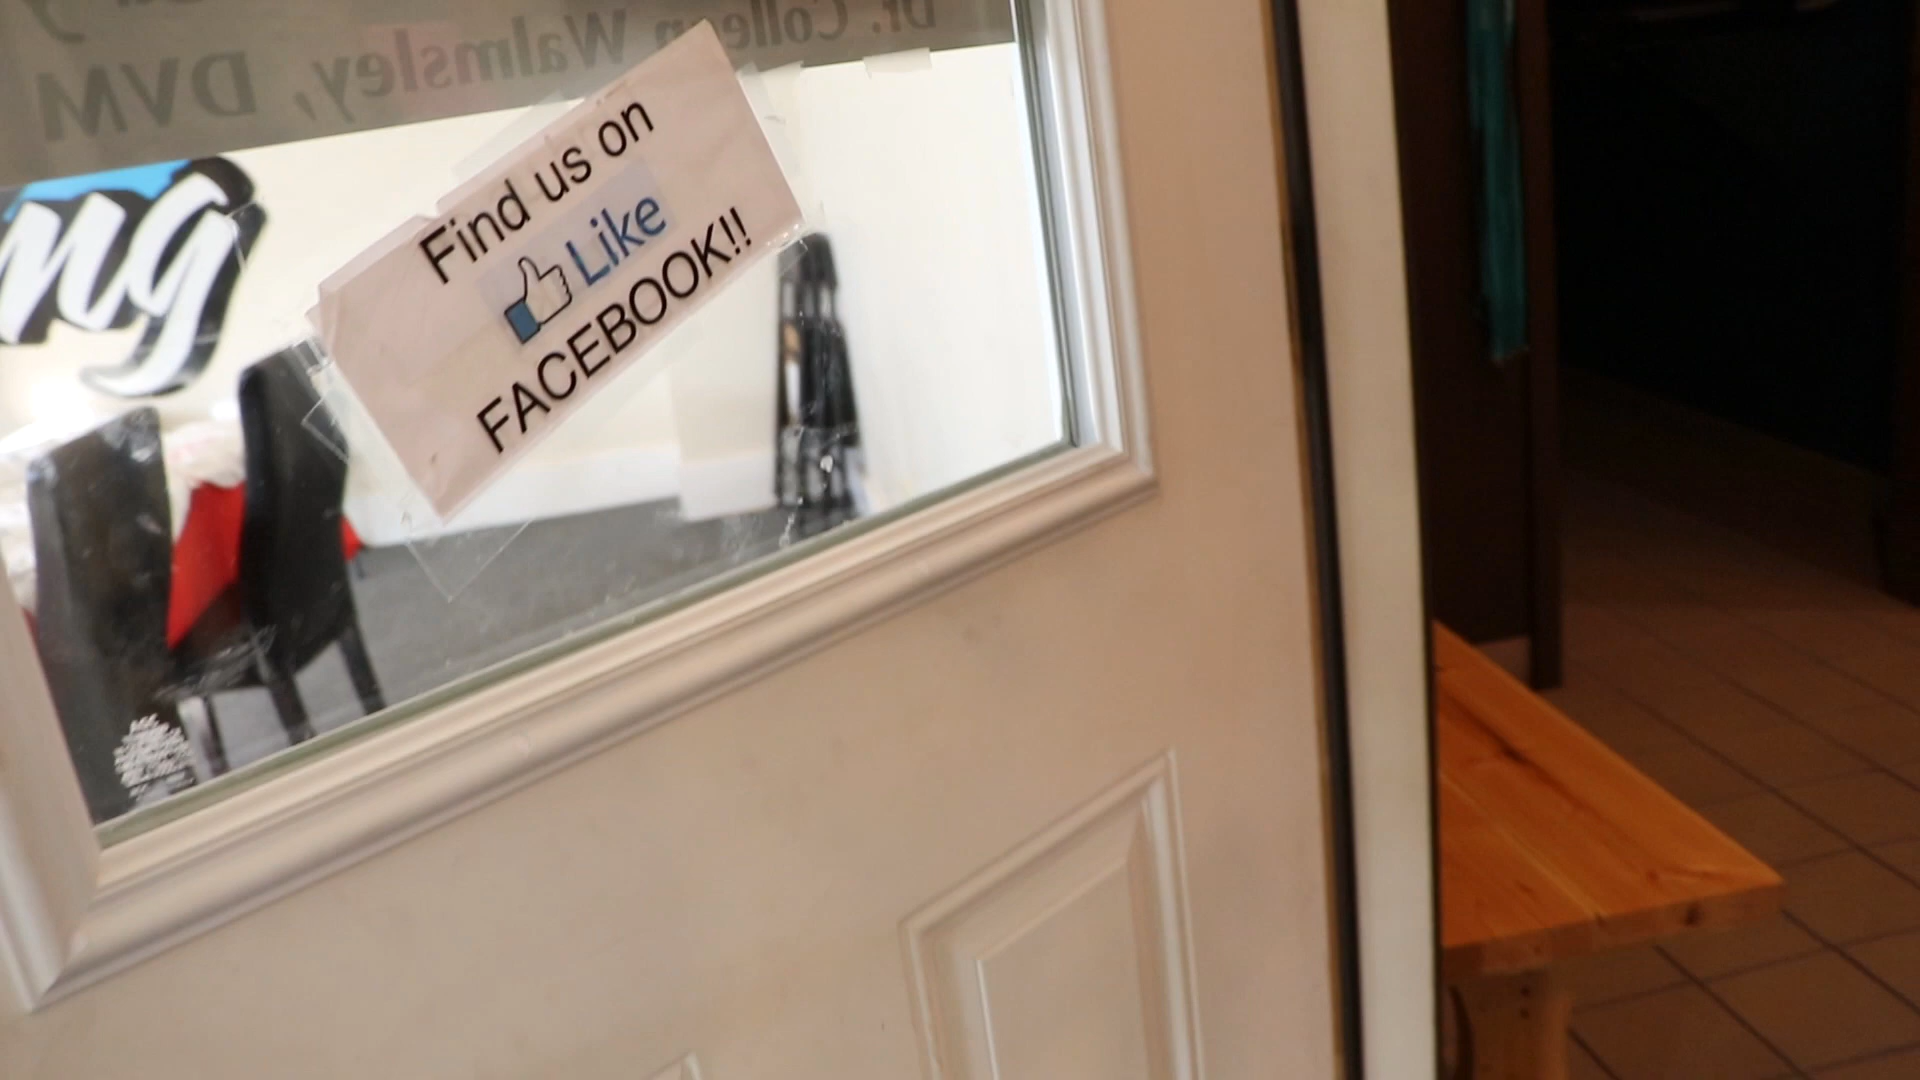 Dr. Colleen Walmsley, DVM
ng
Find us on
Like
FACEBOOK!!